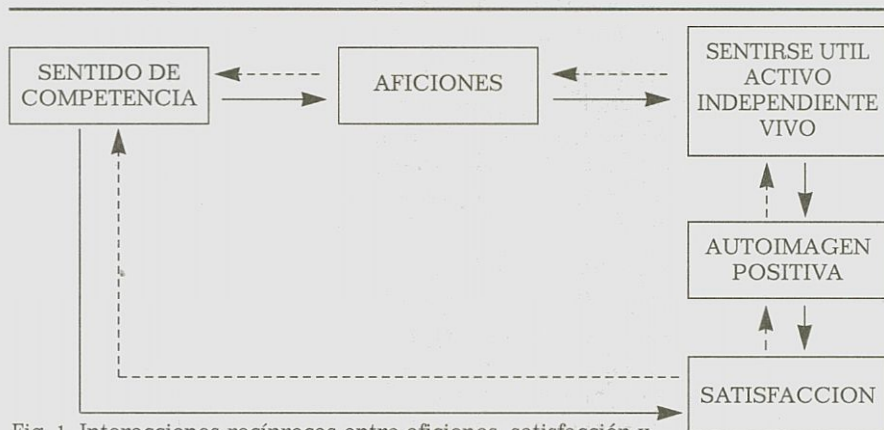 SENTIDO DE
COMPETENCIA
AFICIONES
SENTIRSE UTIL
ACTIVO
INDEPENDIENTE
VIVO
AUTOIMAGEN
POSITIVA
SATISFACCION
Fig. 1. Interacciones recíprocas entre aficiones, satisfacción y